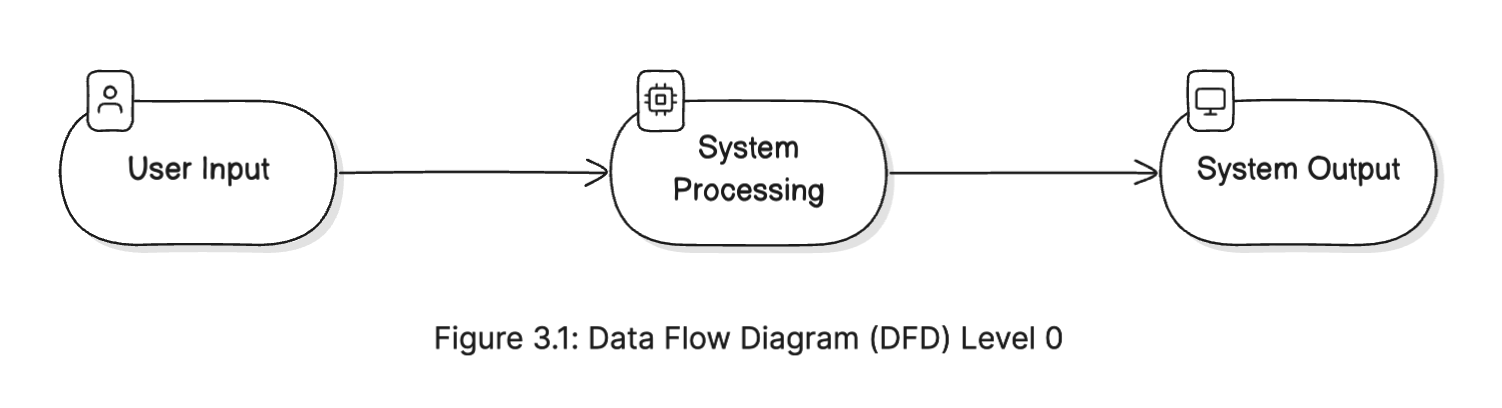 User Input
System
Processing
System Output
Figure 3.1: Data Flow Diagram (DFD) Level 0